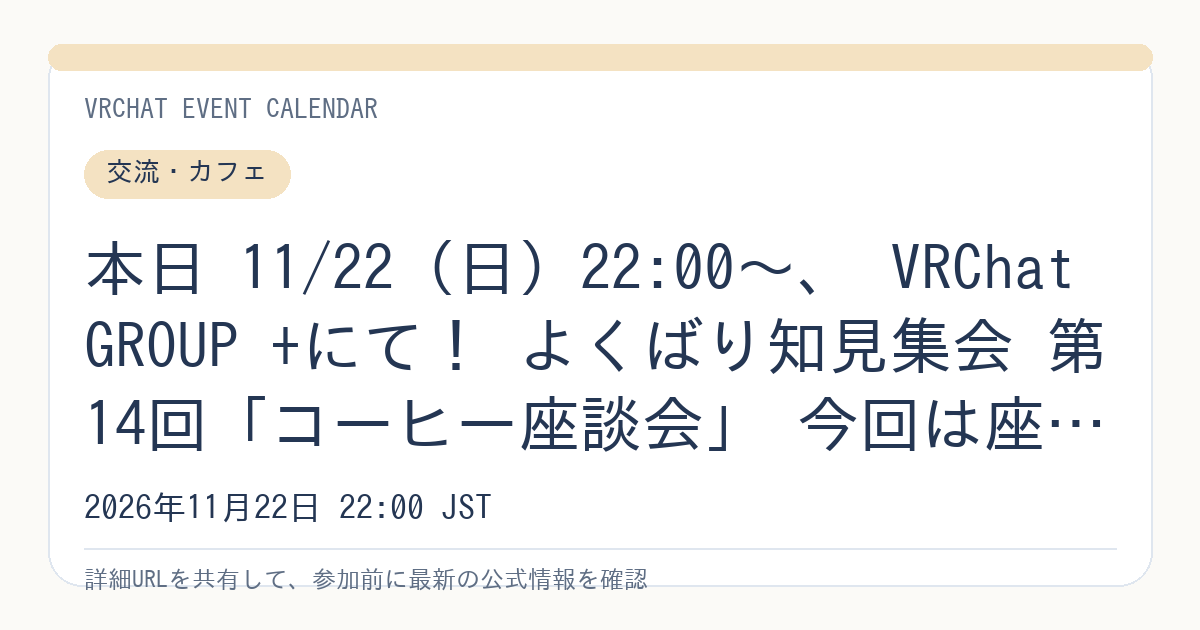 VRCHAT EVENT CALENDAR
交流・カフェ
本日 11/22（日）22:00～、 VRChat
GROUP +にて！ よくばり知見集会 第
14回「コーヒー座談会」 今回は座…
2026年11月22日 22:00 JST
詳細URLを共有して、参加前に最新の公式情報を確認